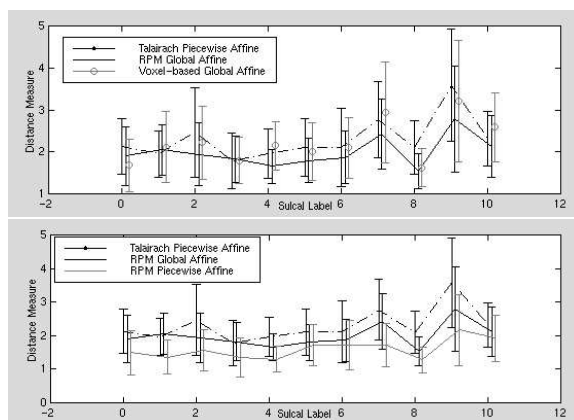 5
4
3
2
1
Distance Measure
Talairach Piecewise Affine
RPM Global Affine
Voxel-based Global Affine
-2 0 2 4 6 8 10 12
Sulcal Label
5
4
3
2
1
0
Distance Measure
Talairach Piecewise Affine
RPM Global Affine
RPM Piecewise Affine
-2 0 2 4 6 8 10 12
Sulcal Label